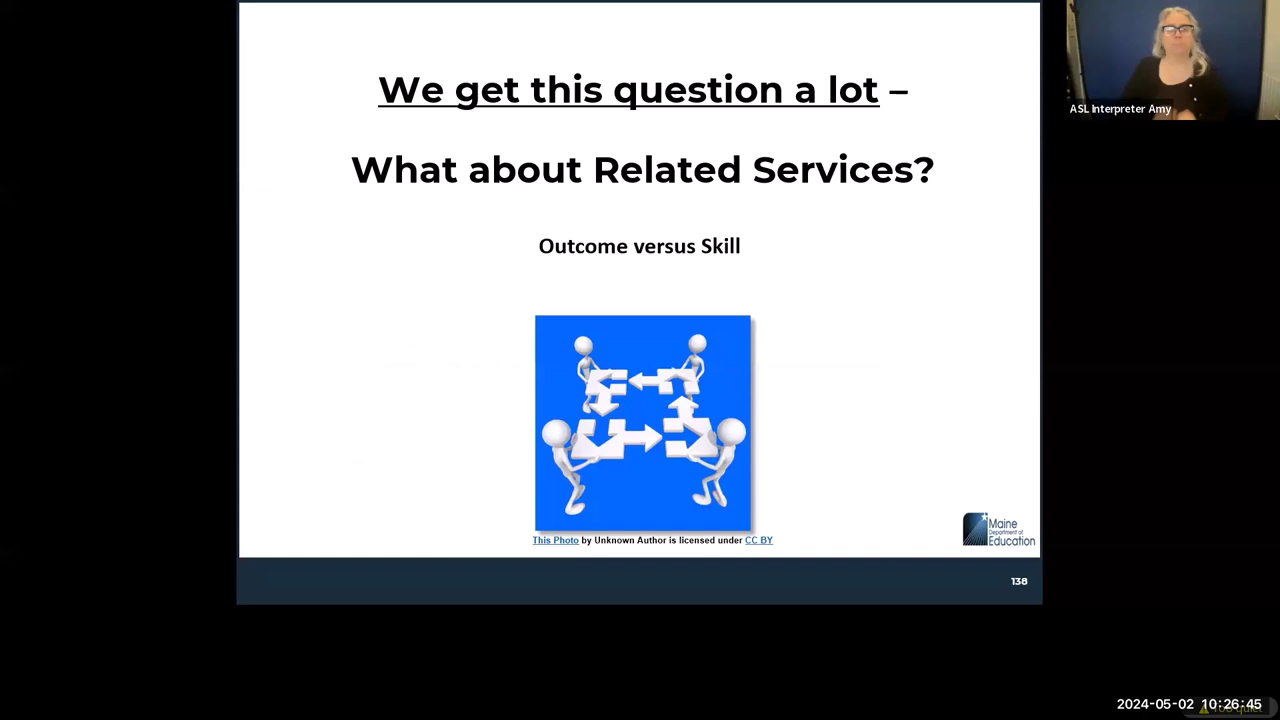 We get this question a lot –
What about Related Services?
Outcome versus Skill
This Photo by Unknown Author is licensed under CC BY
Maine
Department of
Education
138
ASL Interpreter Amy
2024-05-02 10:26:45